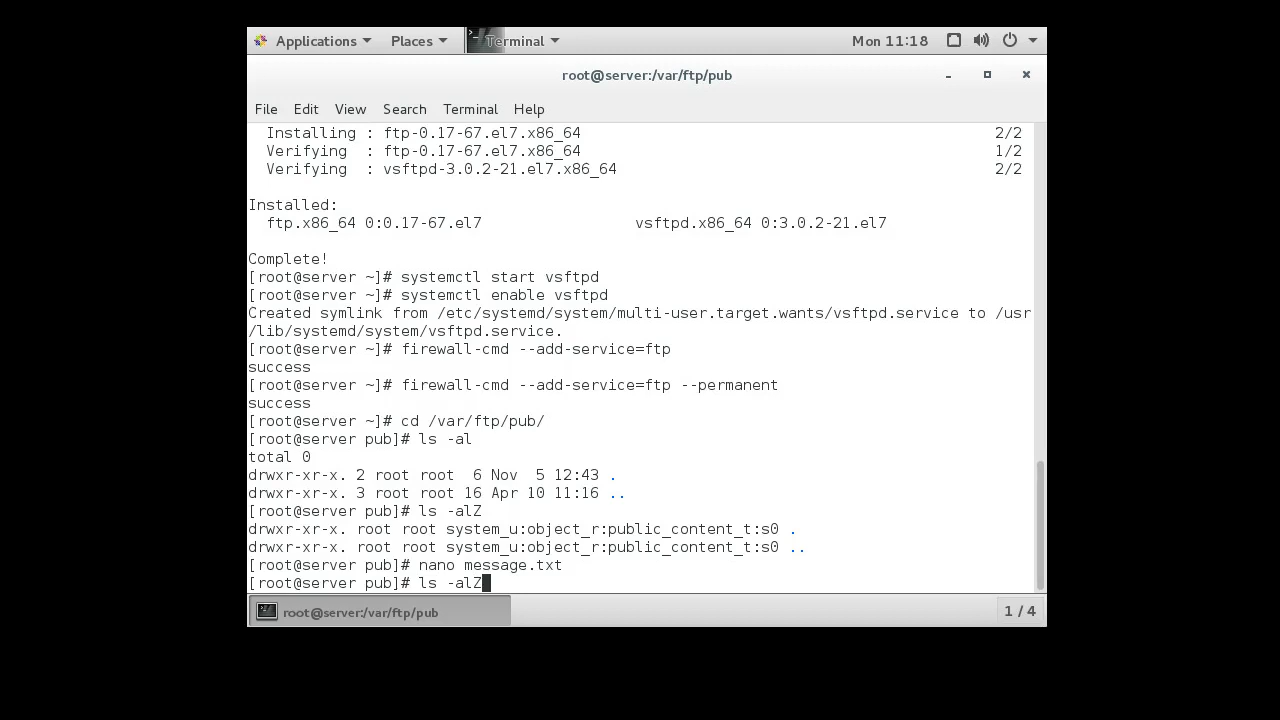 Applications Places Terminal Mon 11:18
root@server:/var/ftp/pub
File Edit View Search Terminal Help
Installing : ftp-0.17-67.el7.x86_64 2/2
Verifying  : ftp-0.17-67.el7.x86_64 1/2
Verifying  : vsftpd-3.0.2-21.el7.x86_64 2/2
Installed:
ftp.x86_64 0:0.17-67.el7 vsftpd.x86_64 0:3.0.2-21.el7
Complete!
[root@server ~]# systemctl start vsftpd
[root@server ~]# systemctl enable vsftpd
Created symlink from /etc/systemd/system/multi-user.target.wants/vsftpd.service to /usr
/lib/systemd/system/vsftpd.service.
[root@server ~]# firewall-cmd --add-service=ftp
success
[root@server ~]# firewall-cmd --add-service=ftp --permanent
success
[root@server ~]# cd /var/ftp/pub/
[root@server pub]# ls -al
total 0
drwxr-xr-x. 2 root root  6 Nov  5 12:43 .
drwxr-xr-x. 3 root root 16 Apr 10 11:16 ..
[root@server pub]# ls -alZ
drwxr-xr-x. root root system_u:object_r:public_content_t:s0 .
drwxr-xr-x. root root system_u:object_r:public_content_t:s0 ..
[root@server pub]# nano message.txt
[root@server pub]# ls -alZ
root@server:/var/ftp/pub 1 / 4